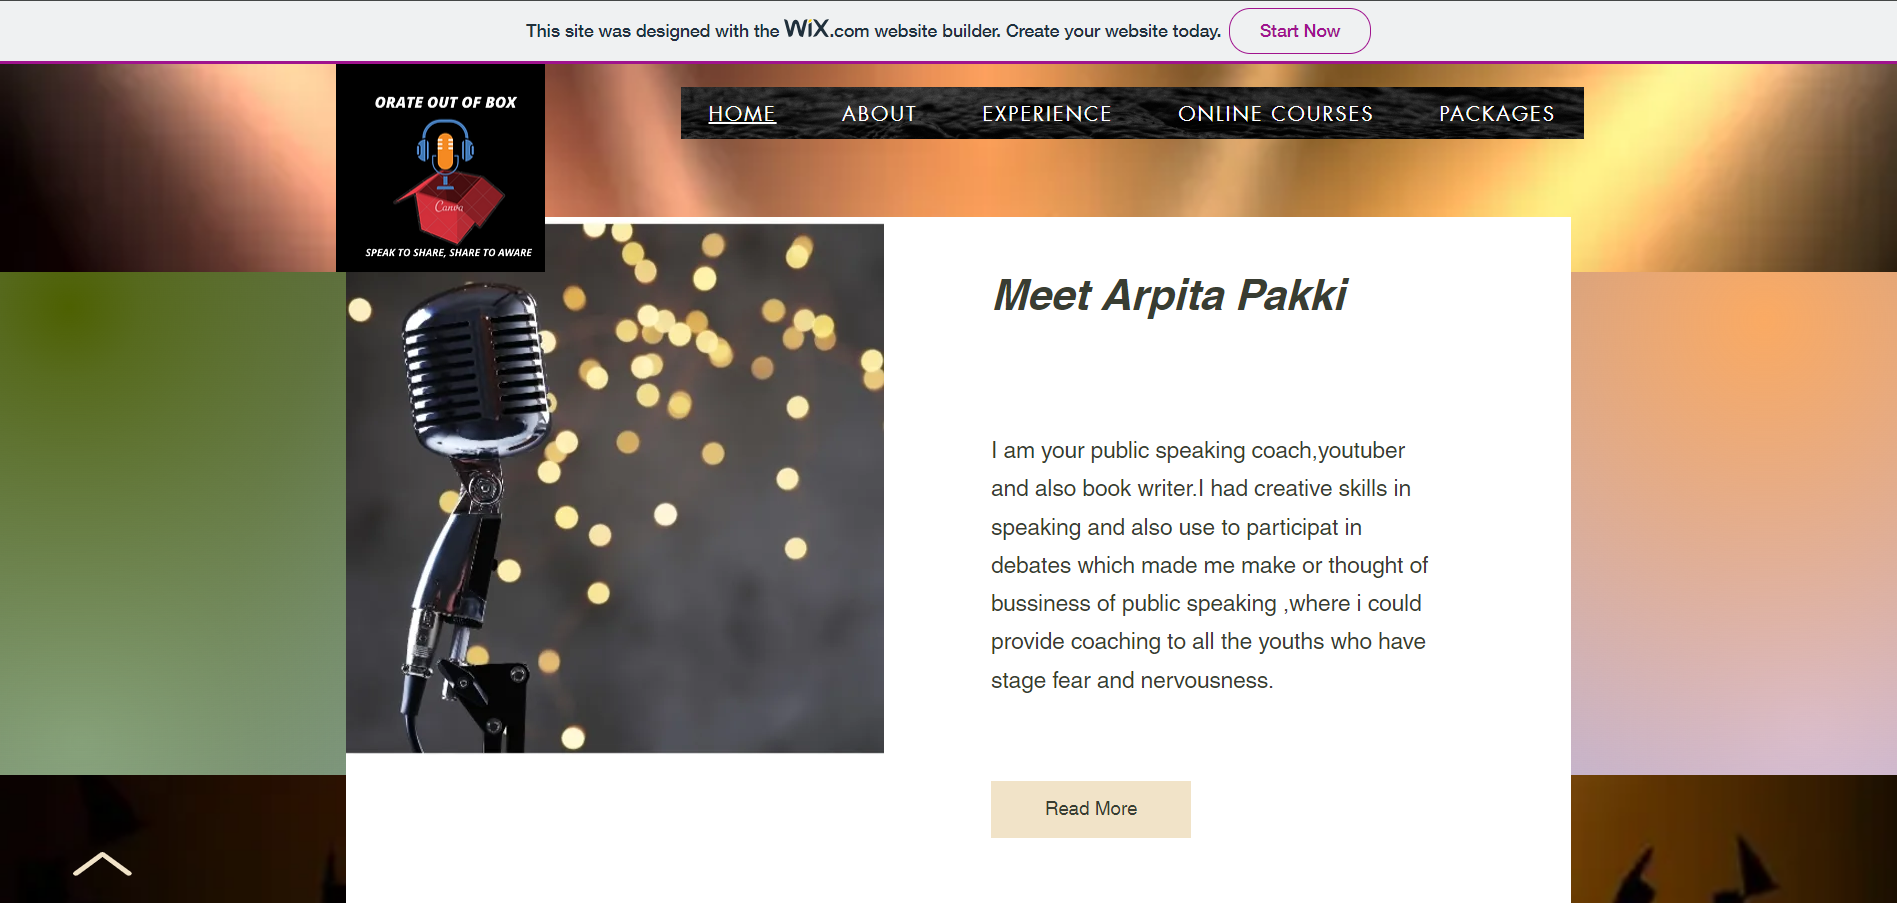 This site was designed with the WiX.com website builder. Create your website today.
Start Now
ORATE OUT OF BOX
Canva
SPEAK TO SHARE, SHARE TO AWARE
HOME
ABOUT
EXPERIENCE
ONLINE COURSES
PACKAGES
Meet Arpita Pakki
I am your public speaking coach,youtuber
and also book writer.I had creative skills in
speaking and also use to participat in
debates which made me make or thought of
bussiness of public speaking ,where i could
provide coaching to all the youths who have
stage fear and nervousness.
Read More